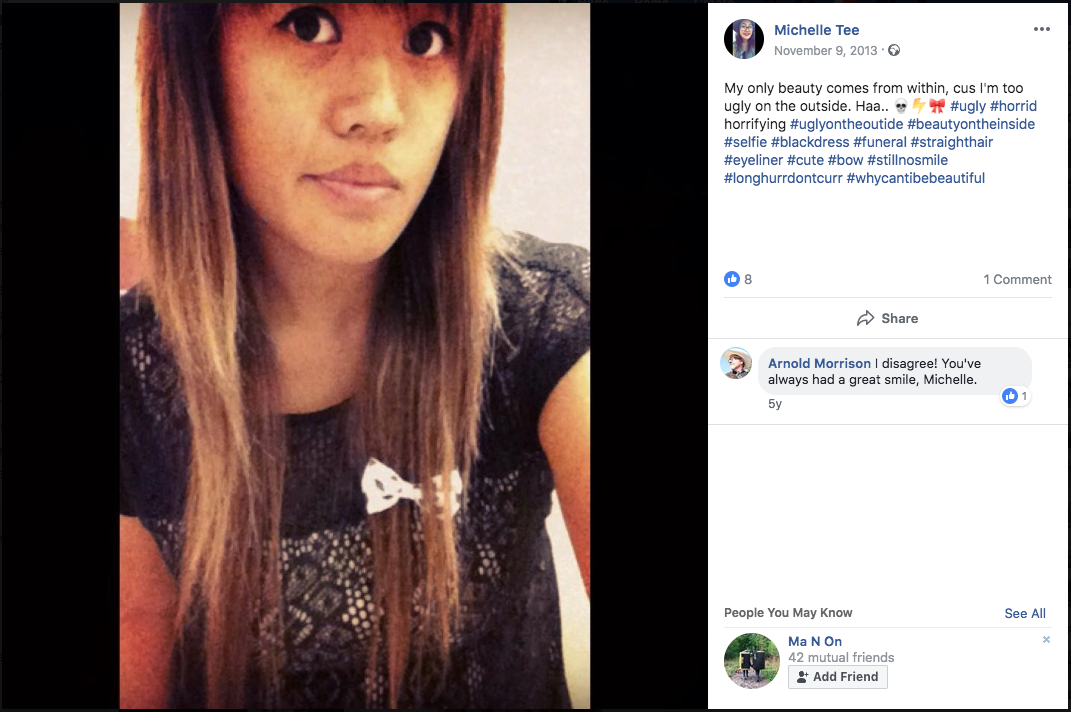 Michelle Tee
November 9, 2013 ·
My only beauty comes from within, cus I'm too
ugly on the outside. Haa.. 💀⚡🎀 #ugly #horrid
horrifying #uglyontheoutide #beautyontheinside
#selfie #blackdress #funeral #straighthair
#eyeliner #cute #bow #stillnosmile
#longhurrdontcurr #whycantibebeautiful
8
1 Comment
Share
Arnold Morrison I disagree! You've
always had a great smile, Michelle.
1
5y
People You May Know
See All
Ma N On
42 mutual friends
Add Friend